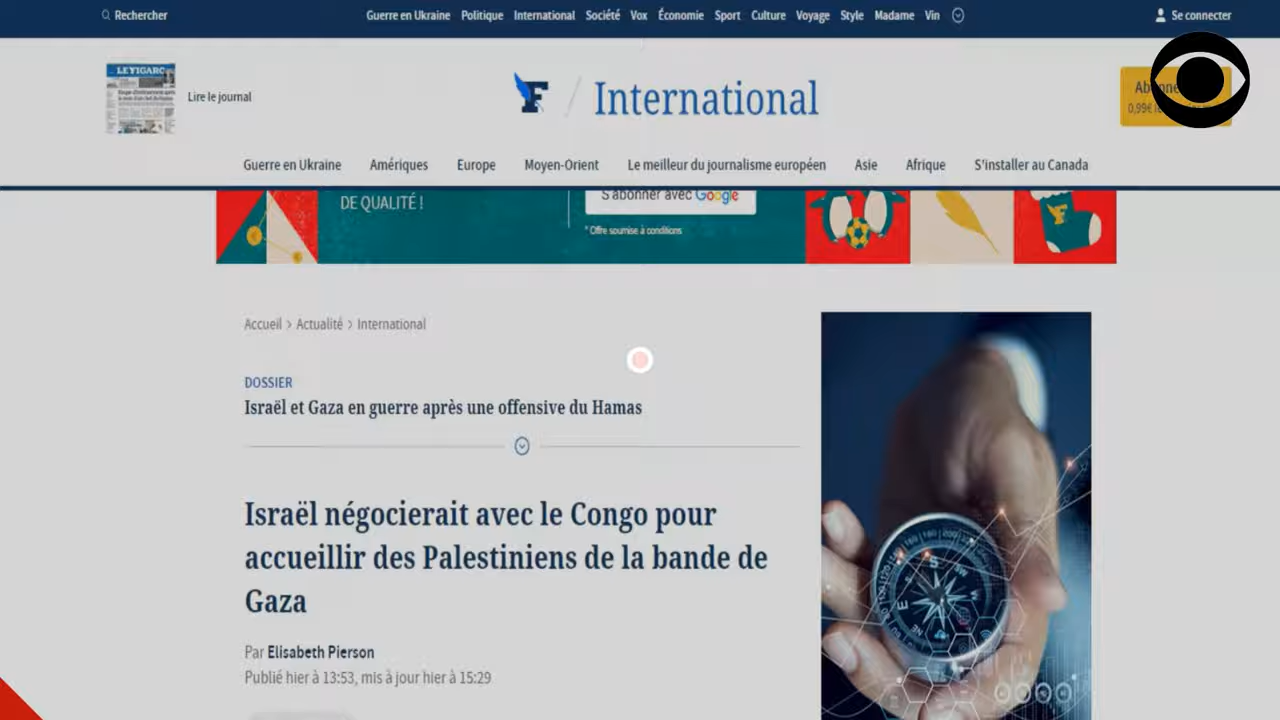 Rechercher
Guerre en Ukraine Politique International Société Vox Économie Sport Culture Voyage Style Madame Vin
Se connecter
LE FIGARO
Lire le journal
F / International
0,99€
Guerre en Ukraine Amériques Europe Moyen-Orient Le meilleur du journalisme européen Asie Afrique S'installer au Canada
DE QUALITÉ !
S'abonner avec Google
* Offre soumise à conditions
Accueil > Actualité > International
DOSSIER
Israël et Gaza en guerre après une offensive du Hamas
Israël négocierait avec le Congo pour
accueillir des Palestiniens de la bande de
Gaza
Par Elisabeth Pierson
Publié hier à 13:53, mis à jour hier à 15:29